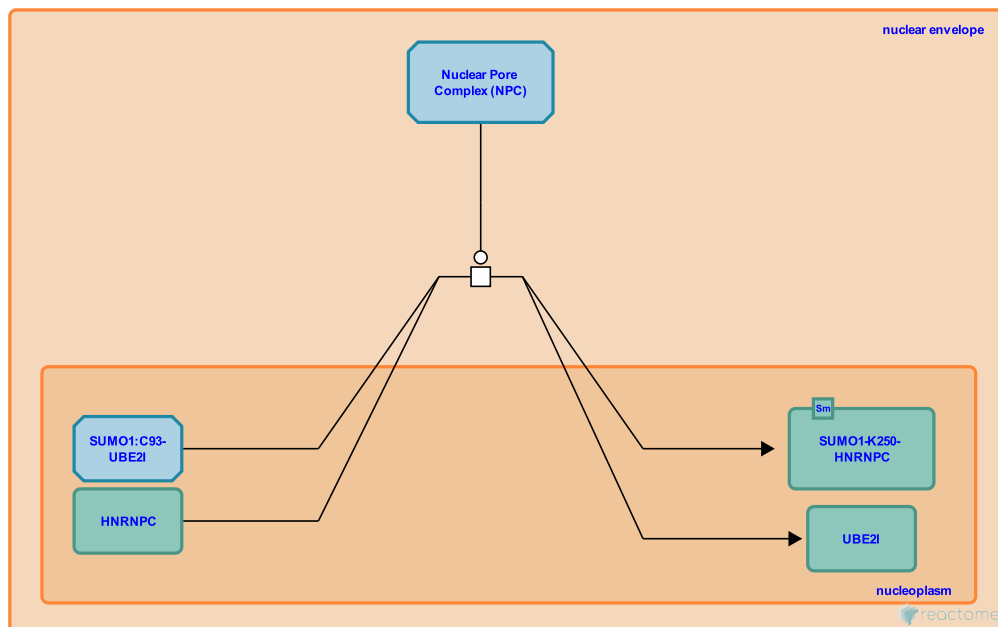 nuclear envelope
Nuclear Pore
Complex (NPC)
SUMO1:C93-
UBE2I
HNRNPC
Sm
SUMO1-K250-
HNRNPC
UBE2I
nucleoplasm
reactome